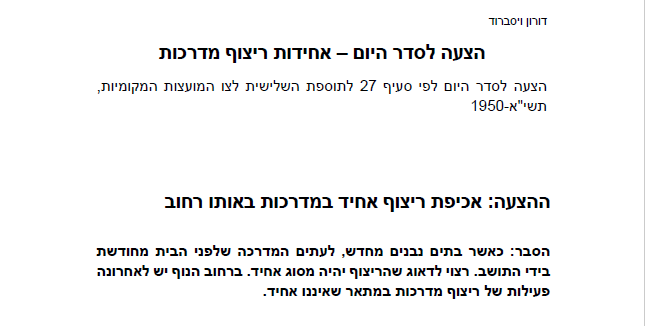 דורון ויסברוד
הצעה לסדר היום – אחידות ריצוף מדרכות
הצעה לסדר היום לפי סעיף 27 לתוספת השלישית לצו המועצות המקומיות,
תשי"א-1950
ההצעה: אכיפת ריצוף אחיד במדרכות באותו רחוב
הסבר: כאשר בתים נבנים מחדש, לעתים המדרכה שלפני הבית מחודשת
בידי התושב. רצוי לדאוג שהריצוף יהיה מסוג אחיד. ברחוב הנוף יש לאחרונה
פעילות של ריצוף מדרכות במתאר שאיננו אחיד.